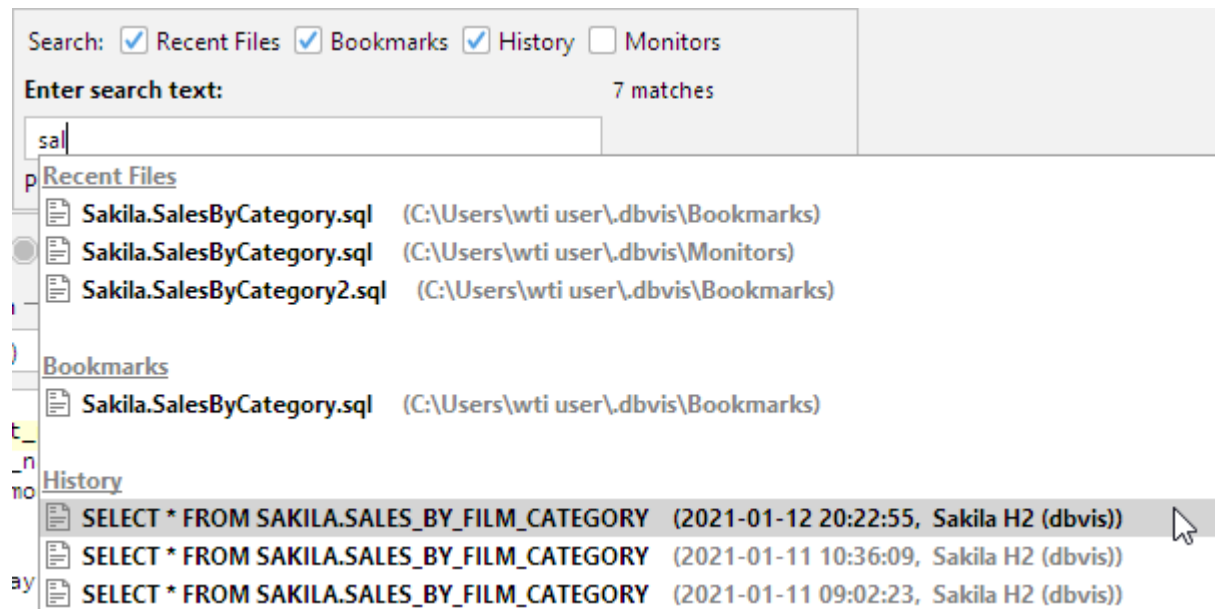 Search: Recent Files Bookmarks History Monitors
Enter search text: 7 matches
sal
Recent Files
Sakila.SalesByCategory.sql (C:\Users\wti user\.dbvis\Bookmarks)
Sakila.SalesByCategory.sql (C:\Users\wti user\.dbvis\Monitors)
Sakila.SalesByCategory2.sql (C:\Users\wti user\.dbvis\Bookmarks)
Bookmarks
Sakila.SalesByCategory.sql (C:\Users\wti user\.dbvis\Bookmarks)
History
SELECT * FROM SAKILA.SALES_BY_FILM_CATEGORY (2021-01-12 20:22:55, Sakila H2 (dbvis))
SELECT * FROM SAKILA.SALES_BY_FILM_CATEGORY (2021-01-11 10:36:09, Sakila H2 (dbvis))
SELECT * FROM SAKILA.SALES_BY_FILM_CATEGORY (2021-01-11 09:02:23, Sakila H2 (dbvis))